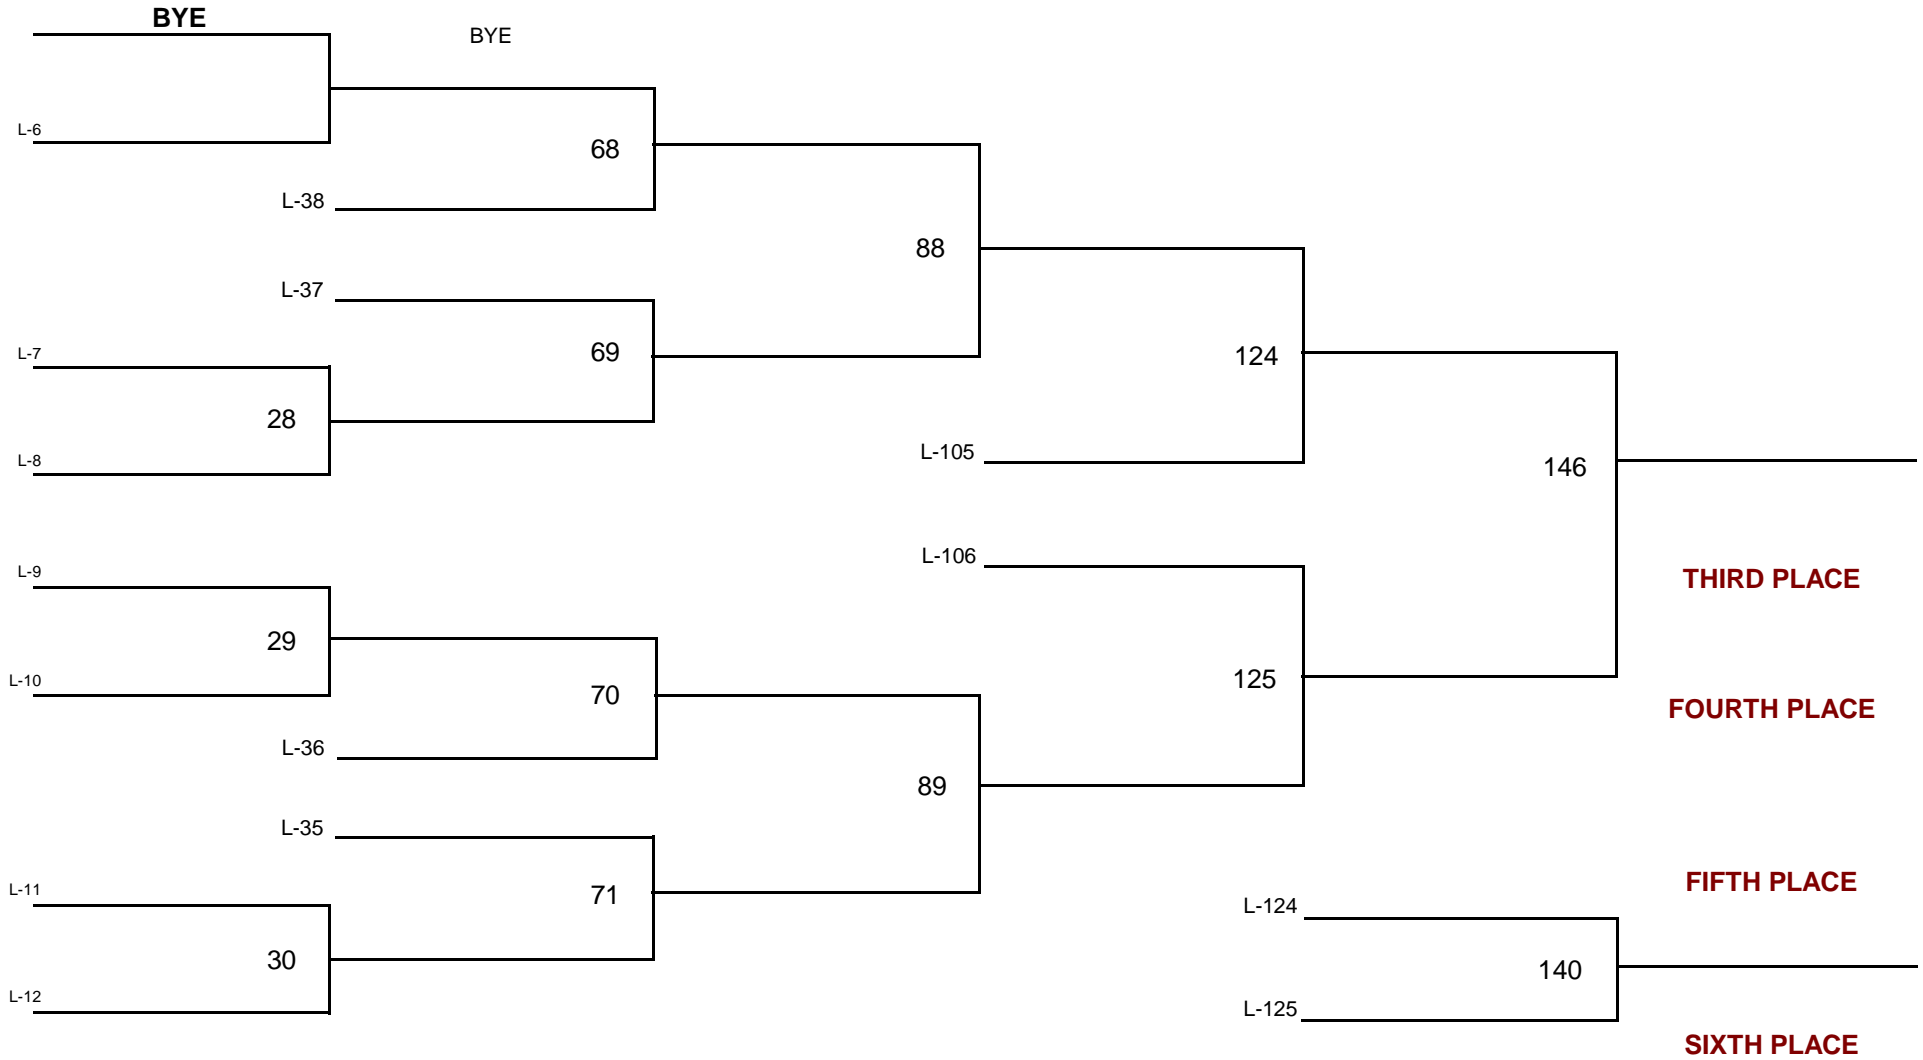 BYE
BYE
L-6
68
L-38
88
L-37
L-7
69
124
28
L-105
L-8
146
L-106
L-9
THIRD PLACE
29
L-10
70
125
FOURTH PLACE
L-36
89
L-35
FIFTH PLACE
L-11
71
L-124
30
140
L-12
L-125
SIXTH PLACE